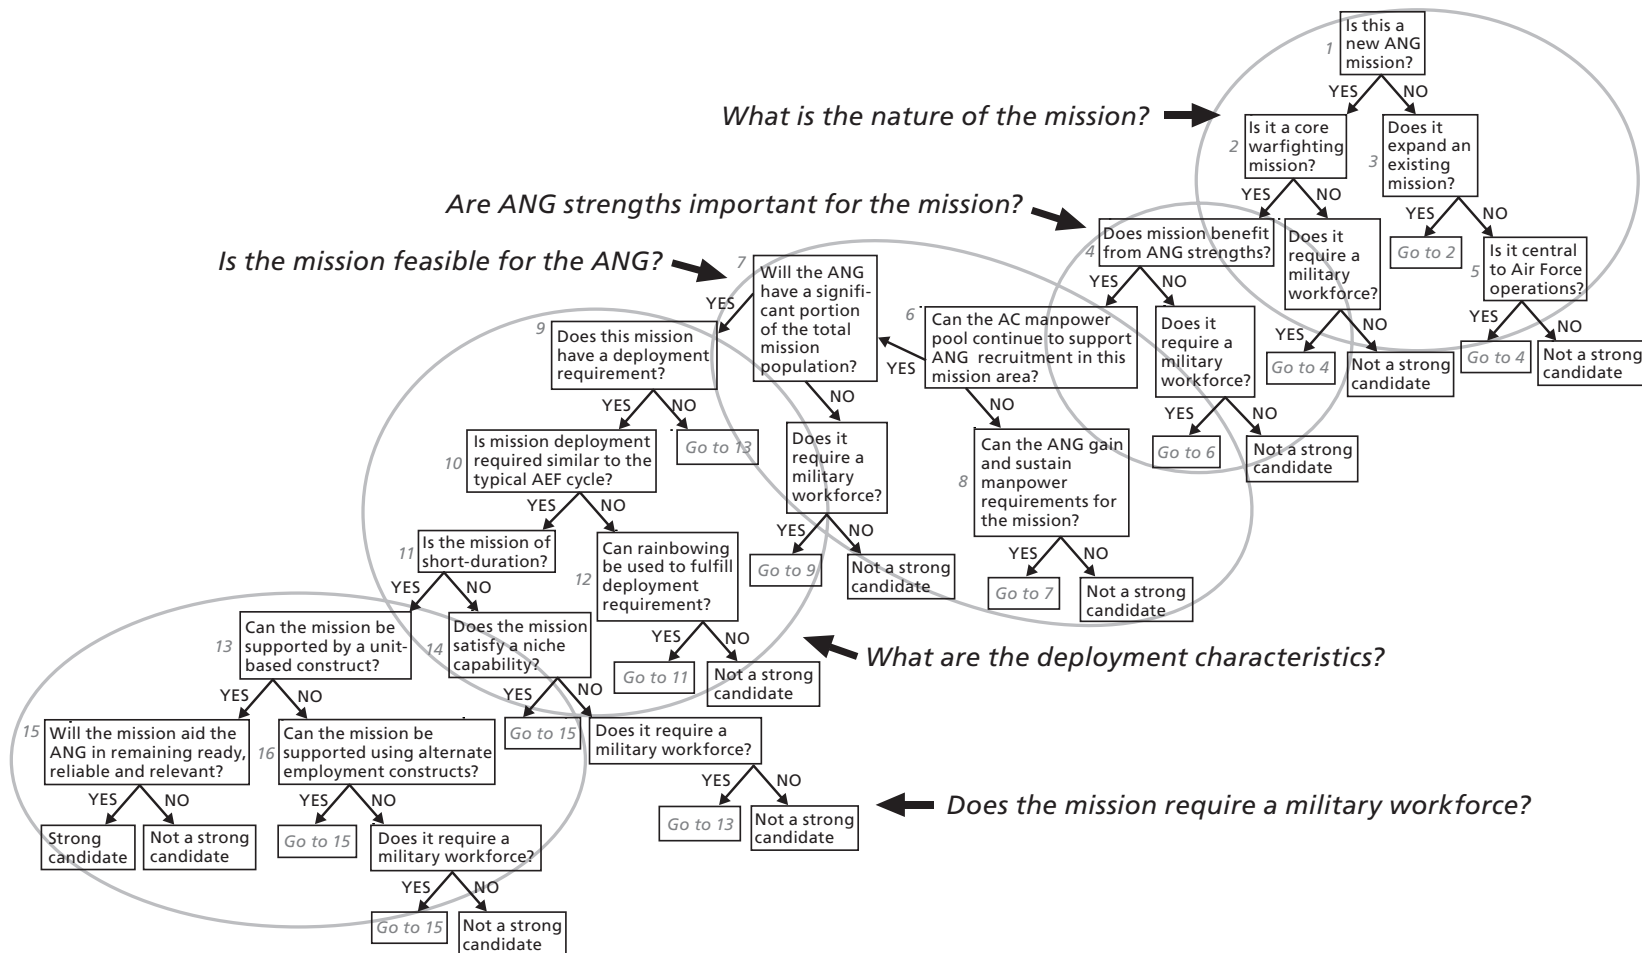 1
Is this a
new ANG
mission?
YES
NO
What is the nature of the mission?
2
Is it a core
warfighting
mission?
YES
NO
3
Does it
expand an
existing
mission?
YES
NO
Go to 2
5
Is it central
to Air Force
operations?
YES
NO
Go to 4
Not a strong
candidate
Does it
require a
military
workforce?
YES
NO
Go to 4
Not a strong
candidate
Are ANG strengths important for the mission?
4
Does mission benefit
from ANG strengths?
YES
NO
Does it
require a
military
workforce?
YES
NO
Go to 6
Not a strong
candidate
Is the mission feasible for the ANG?
6
Can the AC manpower
pool continue to support
ANG recruitment in this
mission area?
YES
NO
8
Can the ANG gain
and sustain
manpower
requirements for
the mission?
YES
NO
Go to 7
Not a strong
candidate
7
Will the ANG
have a signifi-
cant portion
of the total
mission
population?
YES
NO
Does it
require a
military
workforce?
YES
NO
Go to 9
Not a strong
candidate
9
Does this mission
have a deployment
requirement?
YES
NO
Go to 13
10
Is mission deployment
required similar to the
typical AEF cycle?
YES
NO
11
Is the mission of
short-duration?
YES
NO
12
Can rainbowing
be used to fulfill
deployment
requirement?
YES
NO
Go to 11
Not a strong
candidate
What are the deployment characteristics?
13
Can the mission be
supported by a unit-
based construct?
YES
NO
14
Does the mission
satisfy a niche
capability?
YES
NO
Go to 15
Does it require a
military workforce?
YES
NO
Go to 13
Not a strong
candidate
Does the mission require a military workforce?
15
Will the mission aid the
ANG in remaining ready,
reliable and relevant?
YES
NO
Strong
candidate
Not a strong
candidate
16
Can the mission be
supported using alternate
employment constructs?
YES
NO
Go to 15
Does it require a
military workforce?
YES
NO
Go to 15
Not a strong
candidate